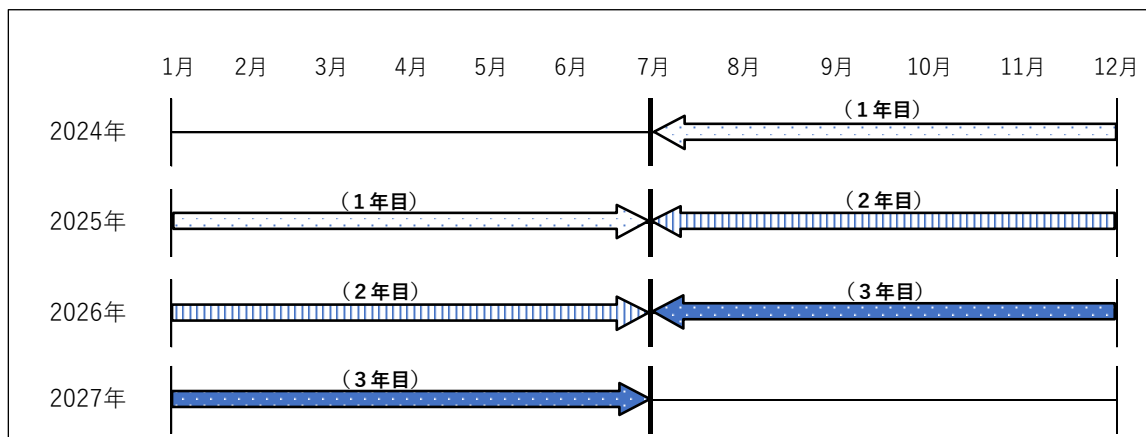 1月 2月 3月 4月 5月 6月 7月 8月 9月 10月 11月 12月
2024年 (1年目)
2025年 (1年目) (2年目)
2026年 (2年目) (3年目)
2027年 (3年目)